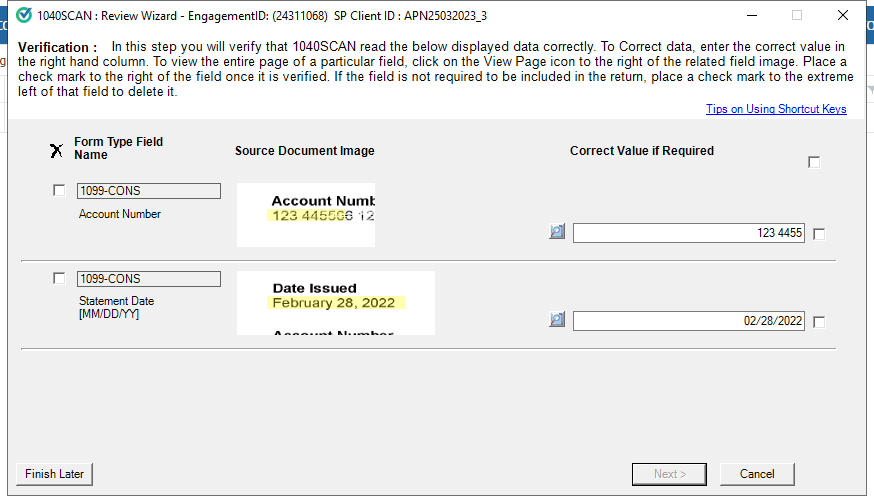 1040SCAN : Review Wizard - EngagementID: (24311068) SP Client ID : APN25032023_3
Verification : In this step you will verify that 1040SCAN read the below displayed data correctly. To Correct data, enter the correct value in
the right hand column. To view the entire page of a particular field, click on the View Page icon to the right of the related field image. Place a
check mark to the right of the field once it is verified. If the field is not required to be included in the return, place a check mark to the extreme
left of that field to delete it.
Tips on Using Shortcut Keys
Form Type Field
Name
Source Document Image
Correct Value if Required
1099-CONS
Account Number
Account Numb
123 445566 12
123 4455
1099-CONS
Statement Date
[MM/DD/YY]
Date Issued
February 28, 2022
Account Number
02/28/2022
Finish Later
Next >
Cancel